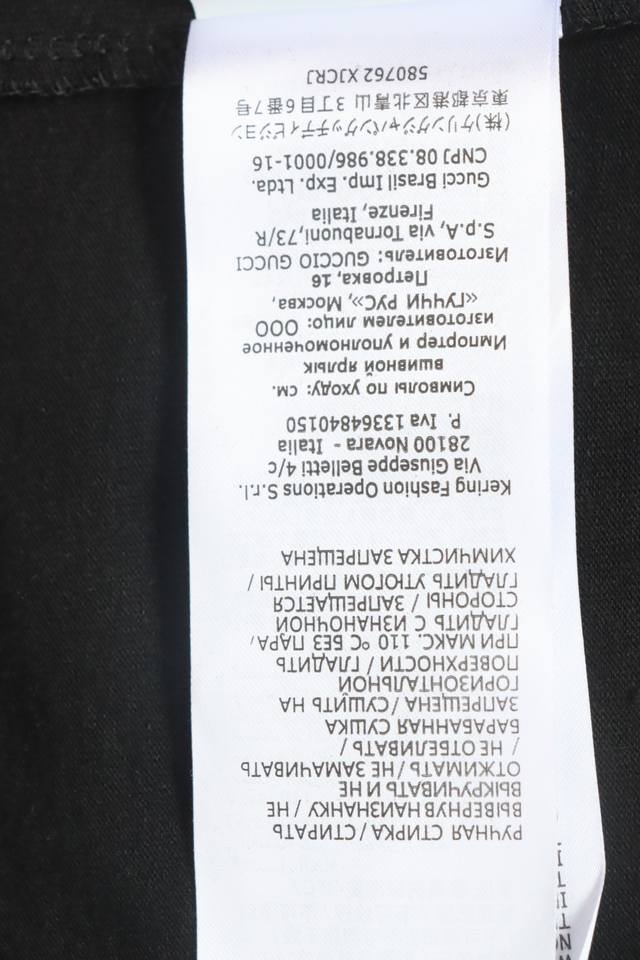 РУЧНАЯ СТИРКА / СТИРАТЬ
ВЫВЕРНУВ НАИЗНАНКУ / НЕ
ВЫКРУЧИВАТЬ И НЕ
ОТЖИМАТЬ / НЕ ЗАМАЧИВАТЬ
/ НЕ ОТБЕЛИВАТЬ /
БАРАБАННАЯ СУШКА
ЗАПРЕЩЕНА / СУШИТЬ НА
ГОРИЗОНТАЛЬНОЙ
ПОВЕРХНОСТИ / ГЛАДИТЬ
ПРИ МАКС. 110 °C БЕЗ ПАРА,
ГЛАДИТЬ С ИЗНАНОЧНОЙ
СТОРОНЫ / ЗАПРЕЩАЕТСЯ
ГЛАДИТЬ УТЮГОМ ПРИНТЫ /
ХИМЧИСТКА ЗАПРЕЩЕНА
Kering Fashion Operations S.r.l.
Via Giuseppe Belletti 4/c
28100 Novara - Italia
P. Iva 13364840150
Символы по уходу: см.
вшивной ярлык
Импортер и уполномоченное
изготовителем лицо: ООО
«ГУЧЧИ РУС», Москва,
Петровка, 16
Изготовитель: GUCCIO GUCCI
S.p.A, via Tornabuoni,73/R
Firenze, Italia
Gucci Brasil Imp. Exp. Ltda.
CNPJ 08.338.986/0001-16
(株)ケリングジャパングッチディビジョン
東京都港区北青山3丁目6番7号
580762 XJCRJ